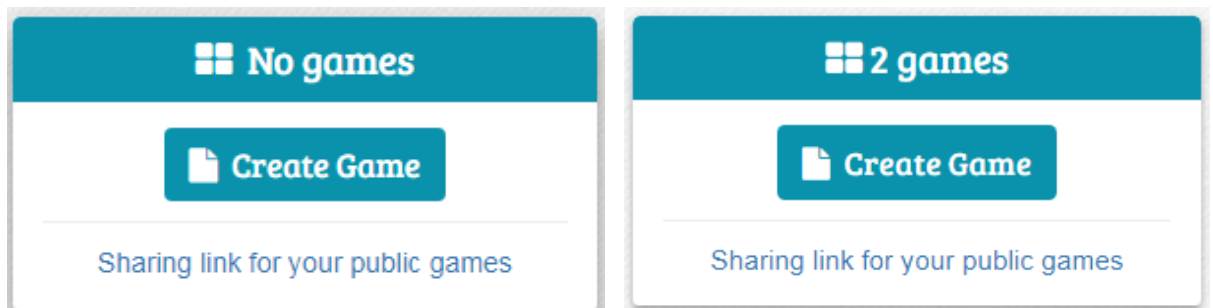 No games
Create Game
Sharing link for your public games
2 games
Create Game
Sharing link for your public games